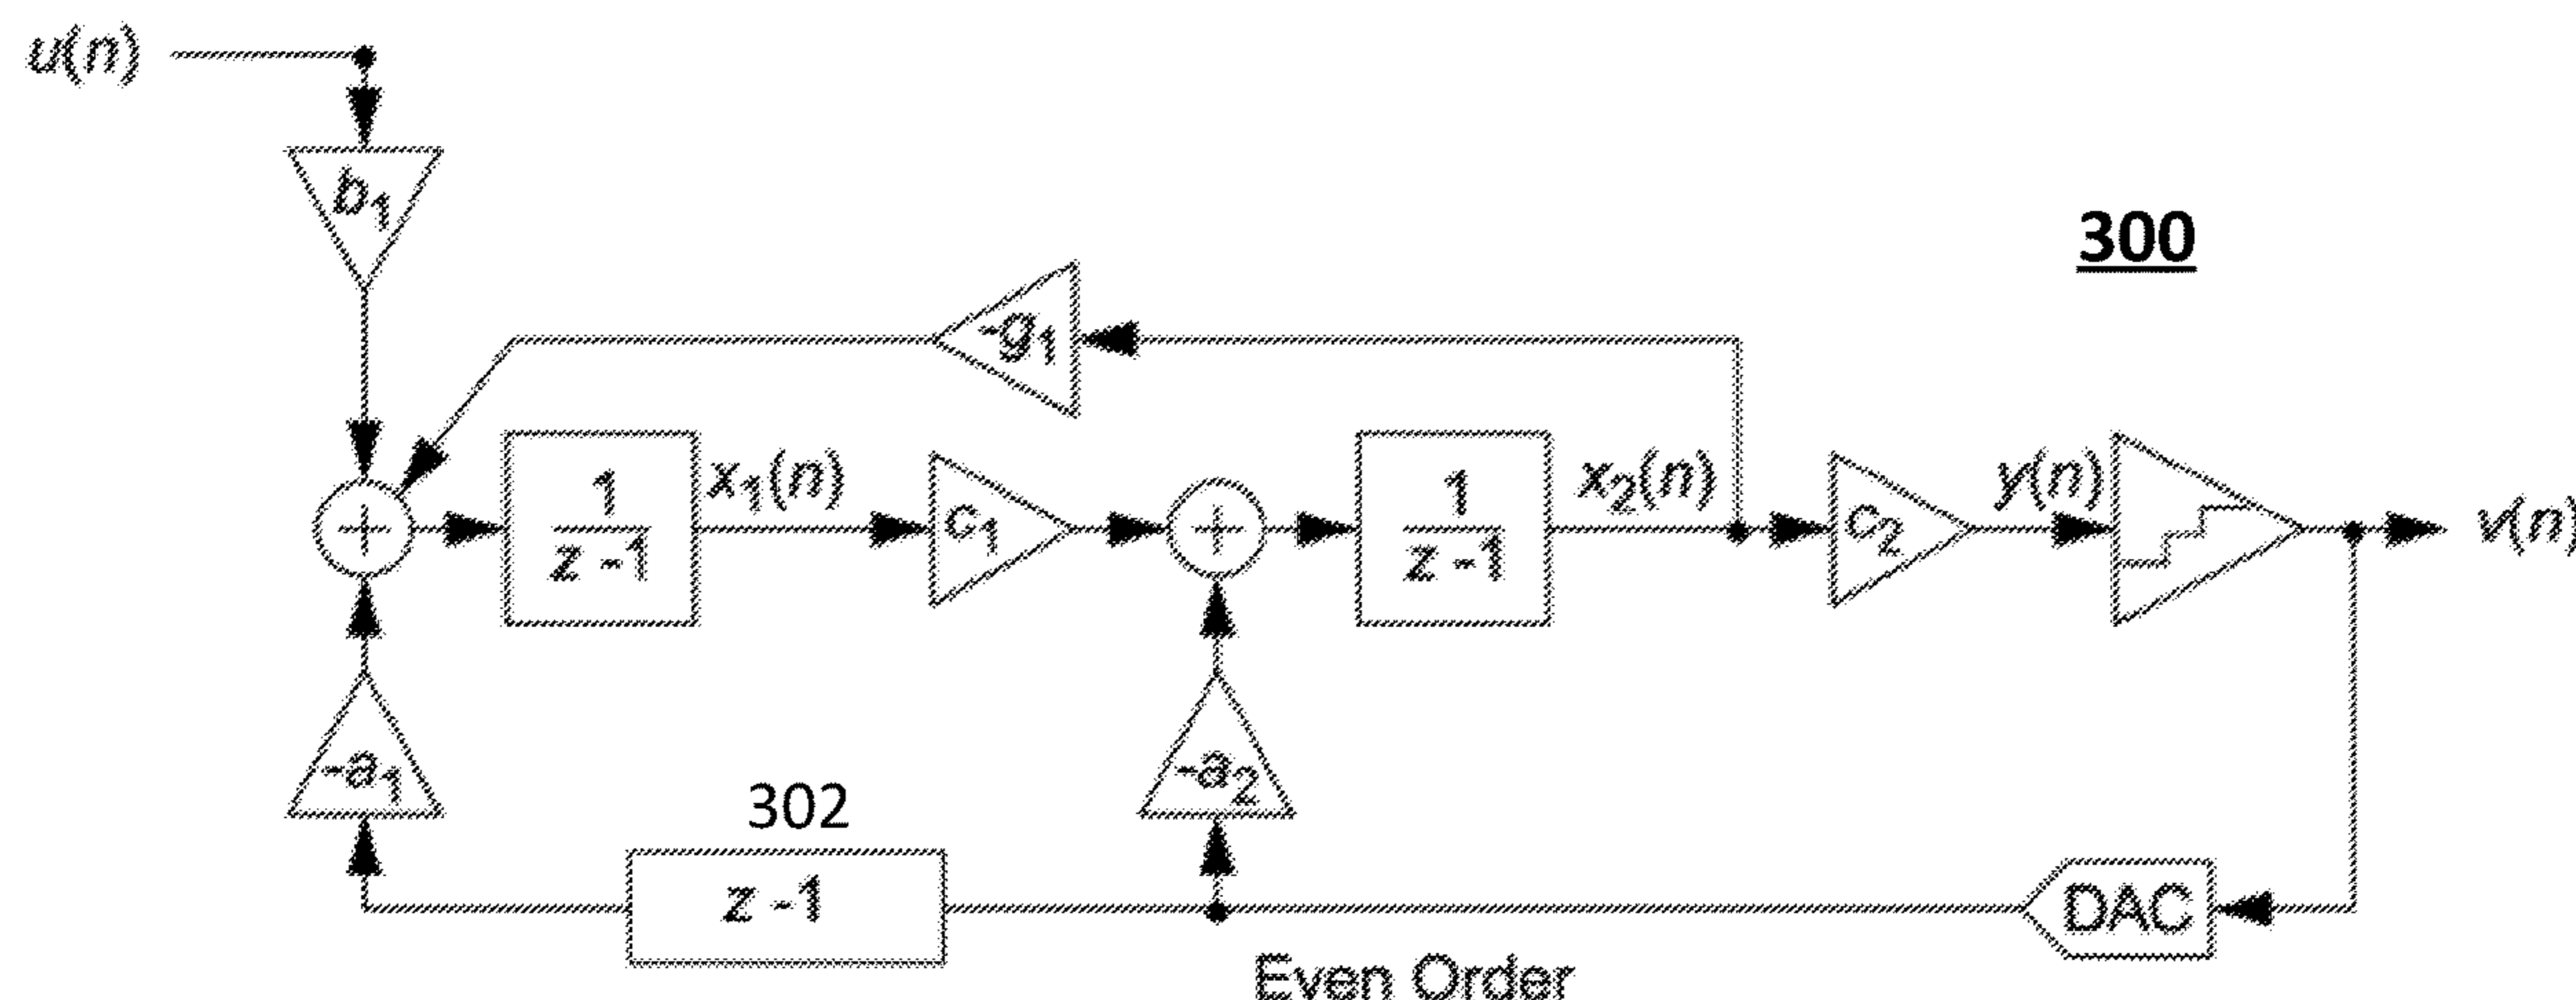 u(n)
b₁
300
-g₁
1
z -1
x₁(n)
c₁
1
z -1
x₂(n)
c₂
y(n)
v(n)
-a₁
302
z -1
-a₂
DAC
Even Order